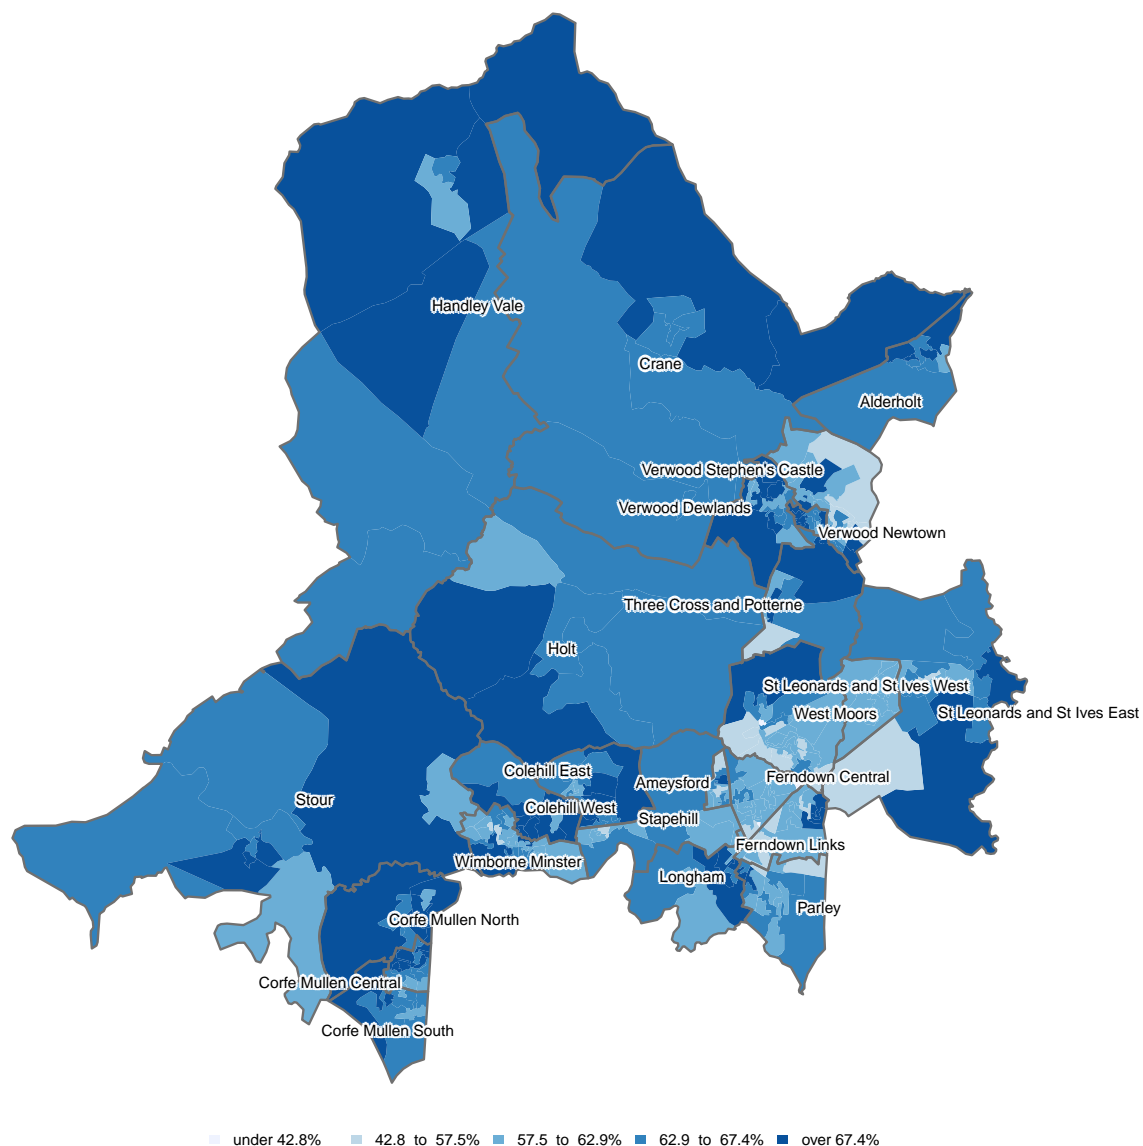 Handley Vale
Crane
Alderholt
Verwood Stephen's Castle
Verwood Dewlands
Verwood Newtown
Three Cross and Potterne
Holt
St Leonards and St Ives West
West Moors
St Leonards and St Ives East
Colehill East
Ferndown Central
Ameysford
Stour
Colehill West
Stapehill
Ferndown Links
Wimborne Minster
Longham
Parley
Corfe Mullen North
Corfe Mullen Central
Corfe Mullen South
under 42.8% 42.8 to 57.5% 57.5 to 62.9% 62.9 to 67.4% over 67.4%